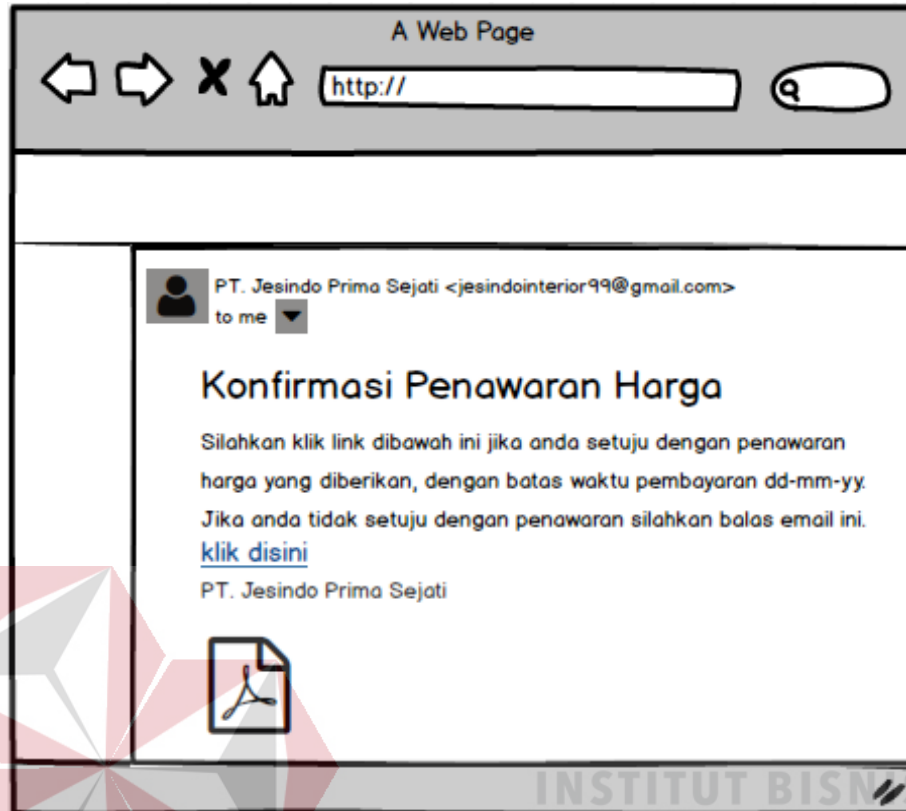 A Web Page
http://
PT. Jesindo Prima Sejati <jesindointerior99@gmail.com>
to me
Konfirmasi Penawaran Harga
Silahkan klik link dibawah ini jika anda setuju dengan penawaran
harga yang diberikan, dengan batas waktu pembayaran dd-mm-yy.
Jika anda tidak setuju dengan penawaran silahkan balas email ini.
klik disini
PT. Jesindo Prima Sejati
INSTITUT BISNI